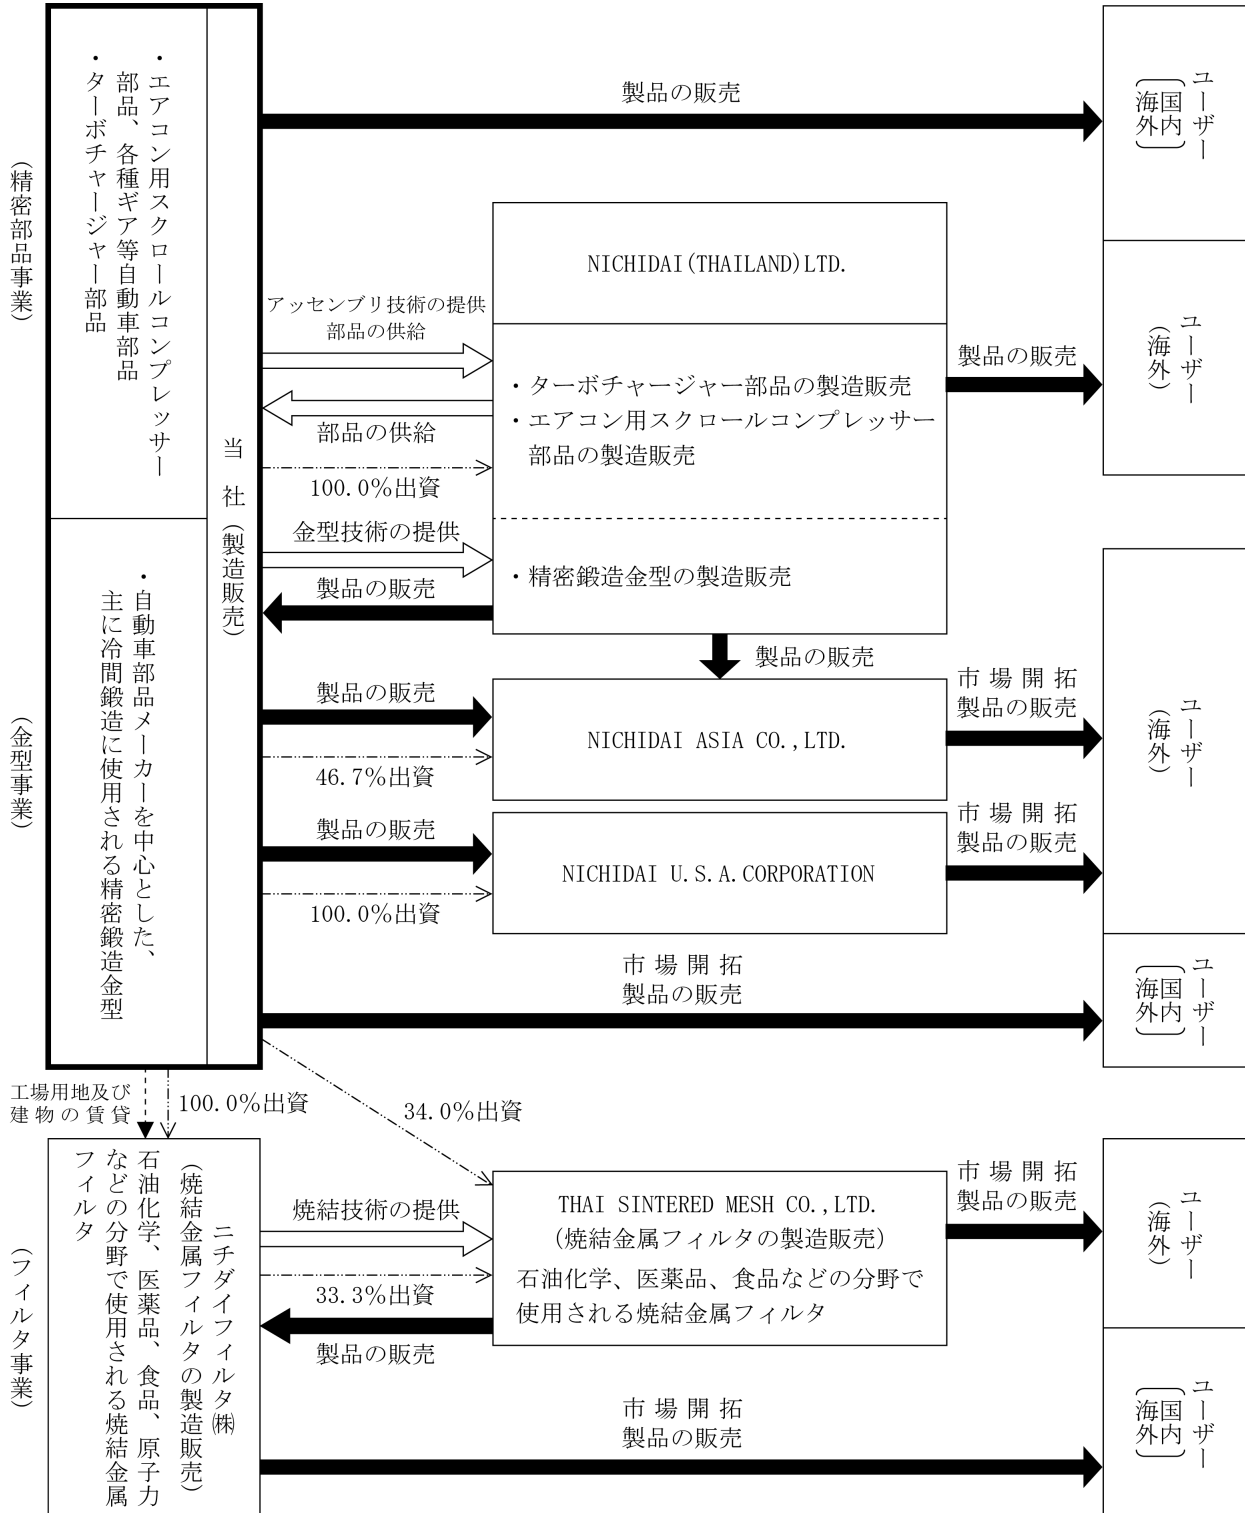 (精密部品事業)
・エアコン用スクロールコンプレッサー
部品、各種ギア等自動車部品
・ターボチャージャー部品
当 社(製造販売)
製品の販売
ユーザー
(国内
海外)
NICHIDAI(THAILAND)LTD.
アッセンブリ技術の提供
部品の供給
・ターボチャージャー部品の製造販売
・エアコン用スクロールコンプレッサー
部品の製造販売
部品の供給
100.0%出資
製品の販売
ユーザー
(海外)
(金型事業)
・自動車部品メーカーを中心とした、
主に冷間鍛造に使用される精密鍛造金型
金型技術の提供
・精密鍛造金型の製造販売
製品の販売
製品の販売
製品の販売
46.7%出資
NICHIDAI ASIA CO.,LTD.
市場開拓
製品の販売
ユーザー
(海外)
製品の販売
100.0%出資
NICHIDAI U.S.A.CORPORATION
市場開拓
製品の販売
市場開拓
製品の販売
ユーザー
(国内
海外)
工場用地及び
建物の賃貸
100.0%出資
34.0%出資
(フィルタ事業)
ニチダイフィルタ㈱
(焼結金属フィルタの製造販売)
石油化学、医薬品、食品、原子力
などの分野で使用される焼結金属
フィルタ
焼結技術の提供
33.3%出資
製品の販売
THAI SINTERED MESH CO.,LTD.
(焼結金属フィルタの製造販売)
石油化学、医薬品、食品などの分野で
使用される焼結金属フィルタ
市場開拓
製品の販売
ユーザー
(海外)
市場開拓
製品の販売
ユーザー
(国内
海外)